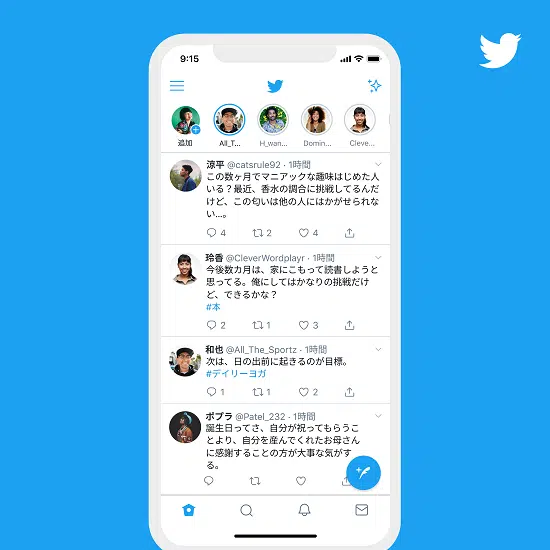 9:15
追加
All_T...
H_wan...
Domin...
Cleve...
涼平 @catsrule92 · 1時間
この数ヶ月でマニアックな趣味はじめた人
いる？最近、香水の調合に挑戦してるんだ
けど、この匂いは他の人にはかがせられな
い...。
4 2 4
玲香 @CleverWordplayr · 1時間
今後数カ月は、家にこもって読書しようと
思ってる。俺にしてはかなりの挑戦だけ
ど、できるかな？
#本
2 1 3
和也 @All_The_Sportz · 1時間
次は、日の出前に起きるのが目標。
#デイリーヨガ
1 1 2
ポプラ @Patel_232 · 1時間
誕生日ってさ、自分が祝ってもらうこ
とより、自分を産んでくれたお母さん
に感謝することの方が大事な気がす
る。